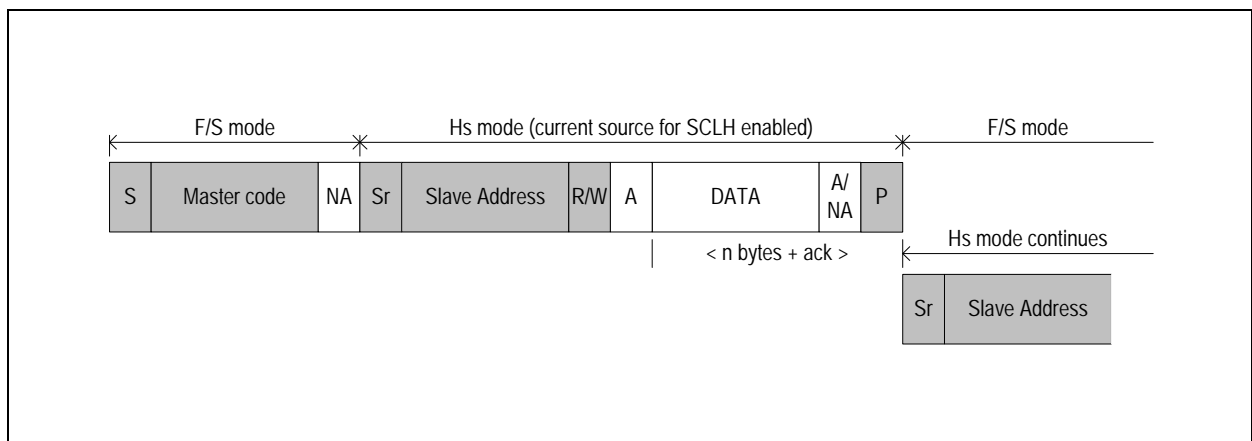 F/S mode
Hs mode (current source for SCLH enabled)
F/S mode
S
Master code
NA
Sr
Slave Address
R/W
A
DATA
A/
NA
P
< n bytes + ack >
Hs mode continues
Sr
Slave Address